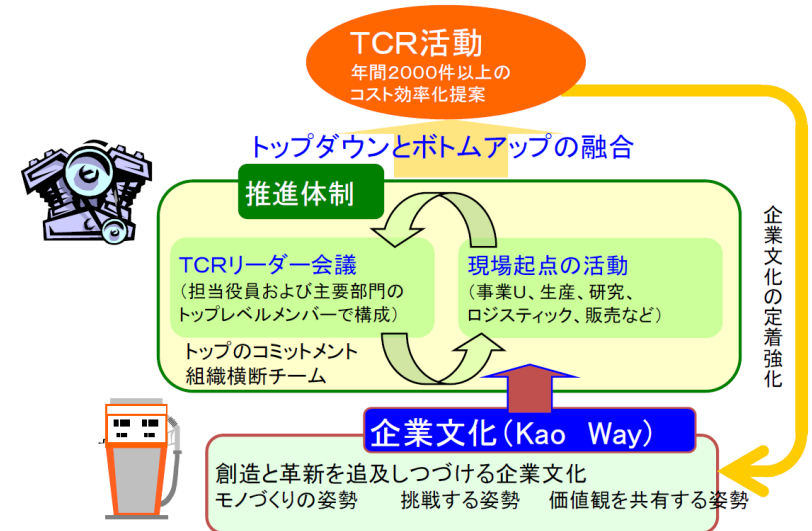 TCR活動
年間2000件以上の
コスト効率化提案
トップダウンとボトムアップの融合
推進体制
TCRリーダー会議
(担当役員および主要部門の
トップレベルメンバーで構成)
現場起点の活動
(事業U、生産、研究、
ロジスティック、販売など)
トップのコミットメント
組織横断チーム
企業文化の定着強化
企業文化(Kao Way)
創造と革新を追及しつづける企業文化
モノづくりの姿勢 挑戦する姿勢 価値観を共有する姿勢